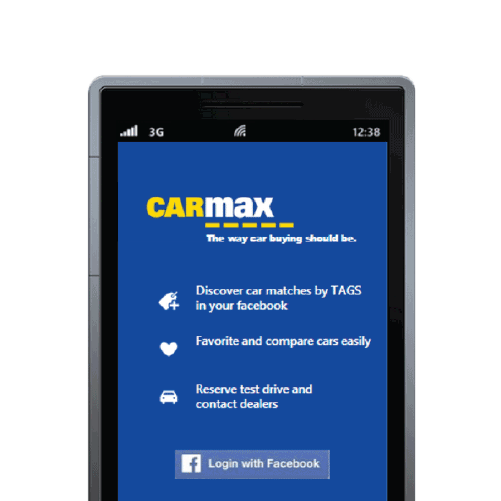 3G 12:38
CARMAX
The way car buying should be.
Discover car matches by TAGS
in your facebook
Favorite and compare cars easily
Reserve test drive and
contact dealers
f Login with Facebook